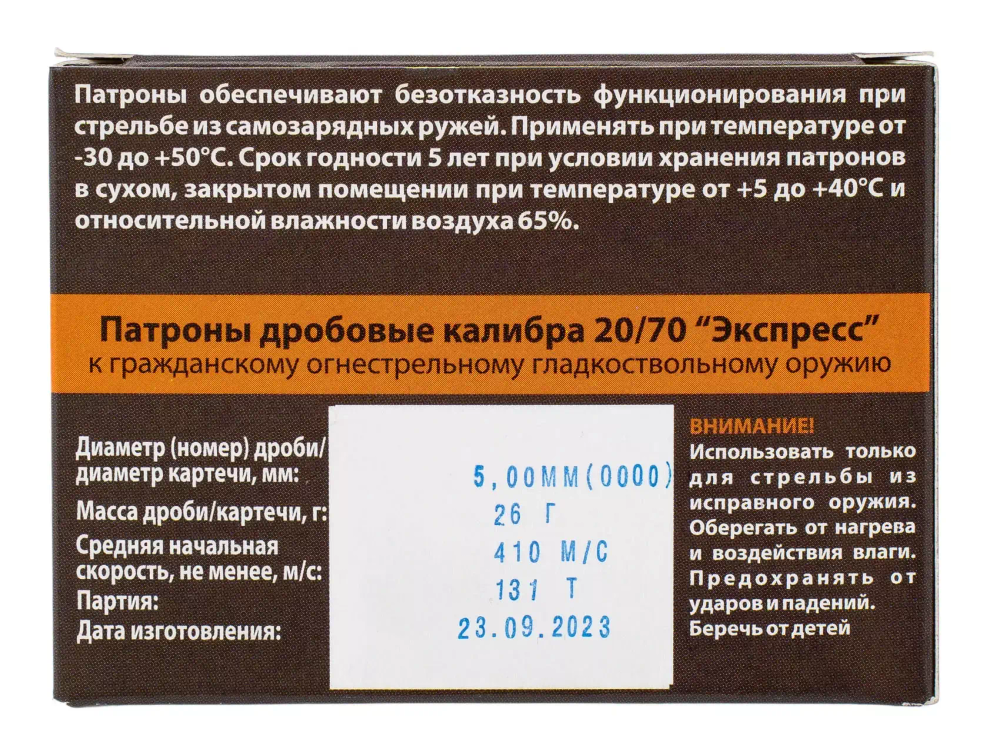 Патроны обеспечивают безотказность функционирования при
стрельбе из самозарядных ружей. Применять при температуре от
-30 до +50°С. Срок годности 5 лет при условии хранения патронов
в сухом, закрытом помещении при температуре от +5 до +40°С и
относительной влажности воздуха 65%.
Патроны дробовые калибра 20/70 “Экспресс”
к гражданскому огнестрельному гладкоствольному оружию
Диаметр (номер) дроби/
диаметр картечи, мм: 5,00ММ(0000)
Масса дроби/картечи, г: 26 Г
Средняя начальная
скорость, не менее, м/с: 410 М/С
Партия: 131 Т
Дата изготовления: 23.09.2023
ВНИМАНИЕ!
Использовать только
для стрельбы из
исправного оружия.
Оберегать от нагрева
и воздействия влаги.
Предохранять от
ударов и падений.
Беречь от детей